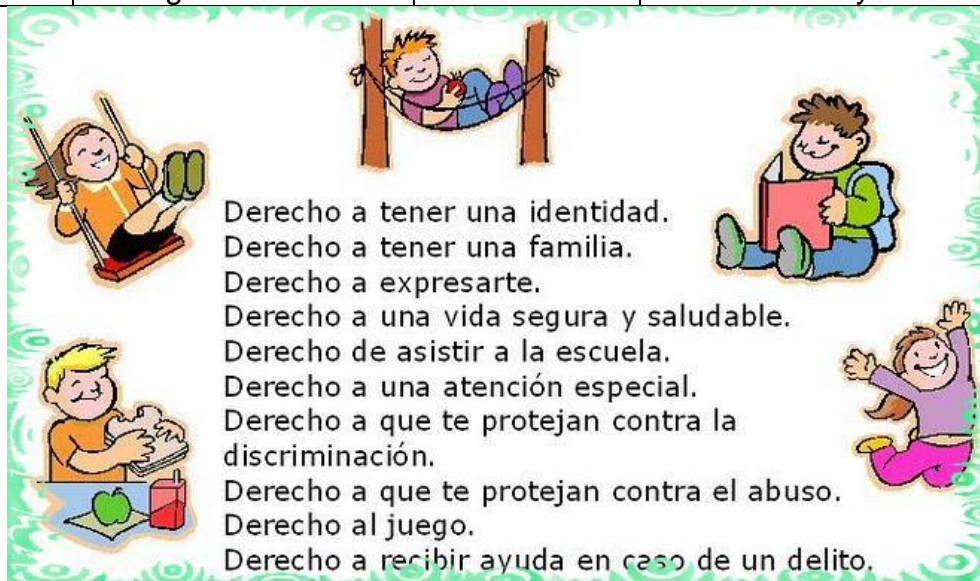 Derecho a tener una identidad.
Derecho a tener una familia.
Derecho a expresarte.
Derecho a una vida segura y saludable.
Derecho de asistir a la escuela.
Derecho a una atención especial.
Derecho a que te protejan contra la
discriminación.
Derecho a que te protejan contra el abuso.
Derecho al juego.
Derecho a recibir ayuda en caso de un delito.